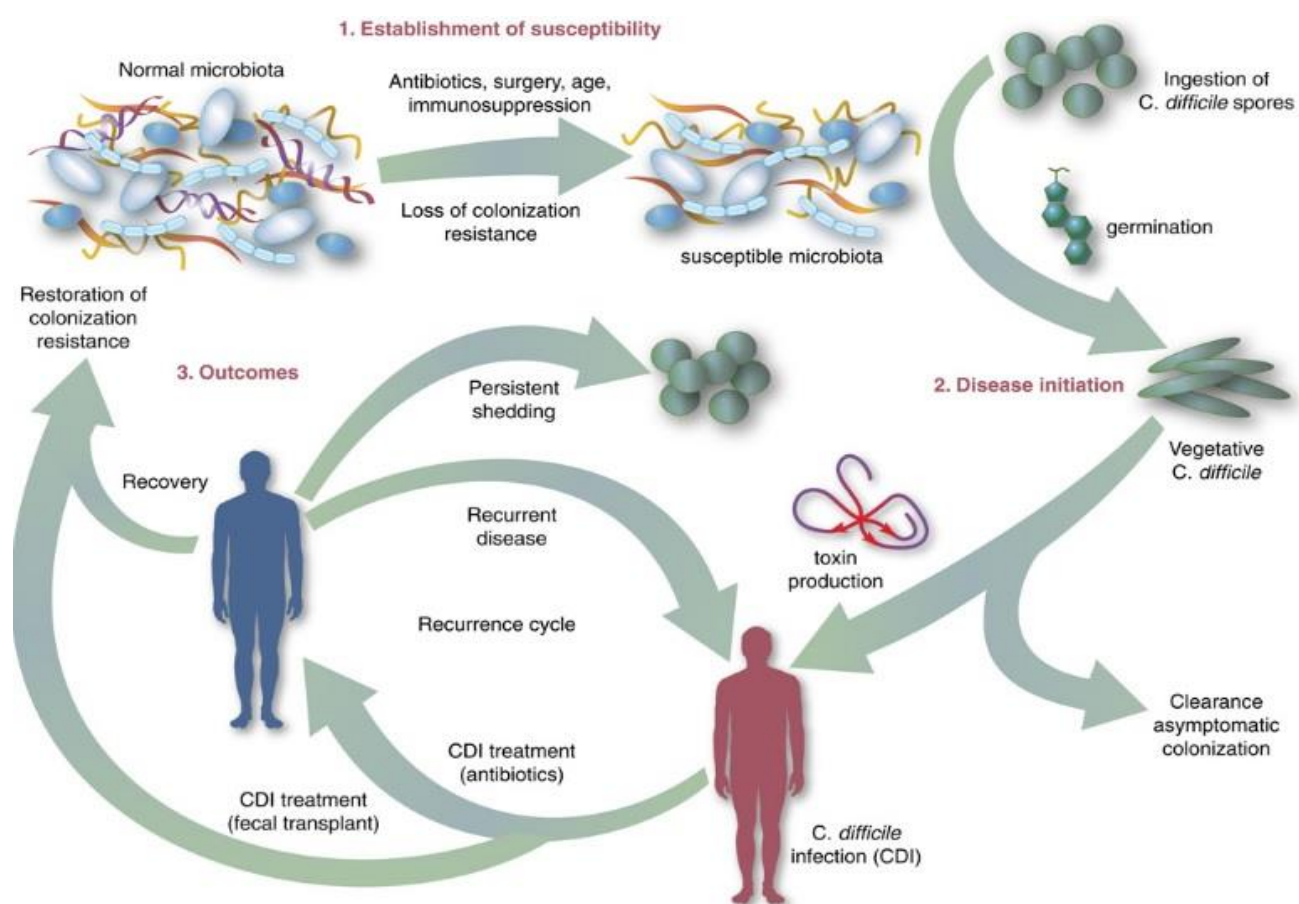 1. Establishment of susceptibility
Normal microbiota
Antibiotics, surgery, age,
immunosuppression
Loss of colonization
resistance
susceptible microbiota
Ingestion of
C. difficile spores
germination
2. Disease initiation
Vegetative
C. difficile
toxin
production
Clearance
asymptomatic
colonization
C. difficile
infection (CDI)
3. Outcomes
Restoration of
colonization
resistance
Persistent
shedding
Recovery
Recurrent
disease
Recurrence cycle
CDI treatment
(antibiotics)
CDI treatment
(fecal transplant)